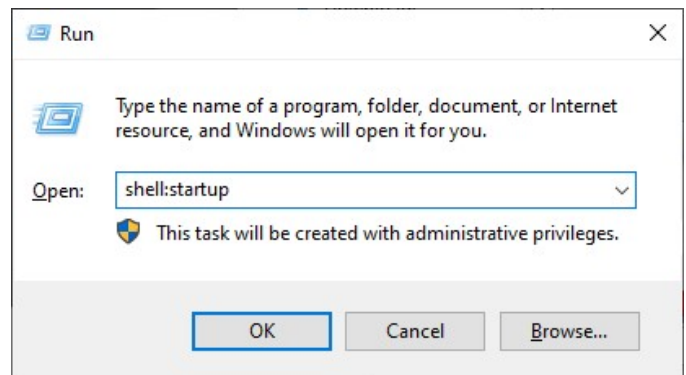 Run
Type the name of a program, folder, document, or Internet
resource, and Windows will open it for you.
Open:
shell:startup
This task will be created with administrative privileges.
OK
Cancel
Browse...